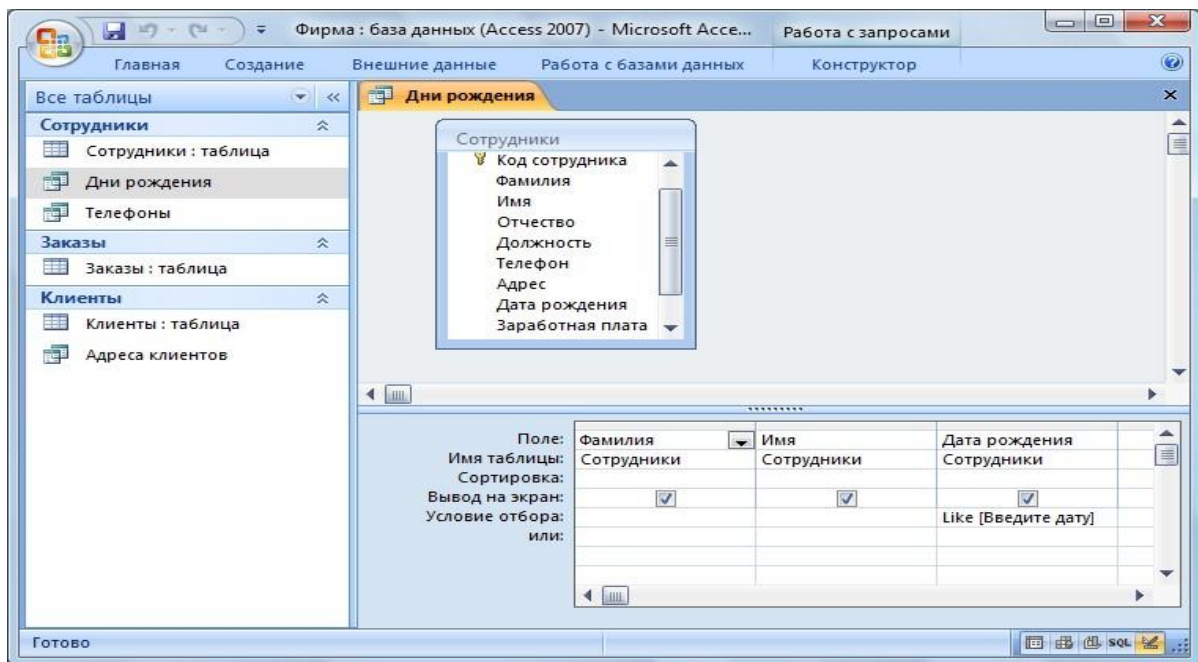 Фирма : база данных (Access 2007) - Microsoft Acce...
Работа с запросами
Главная
Создание
Внешние данные
Работа с базами данных
Конструктор
Все таблицы
Сотрудники
Сотрудники : таблица
Дни рождения
Телефоны
Заказы
Заказы : таблица
Клиенты
Клиенты : таблица
Адреса клиентов
Дни рождения
Сотрудники
Код сотрудника
Фамилия
Имя
Отчество
Должность
Телефон
Адрес
Дата рождения
Заработная плата
Поле: Фамилия Имя Дата рождения
Имя таблицы: Сотрудники Сотрудники Сотрудники
Сортировка:
Вывод на экран:
Условие отбора: Like [Введите дату]
или:
Готово
SQL